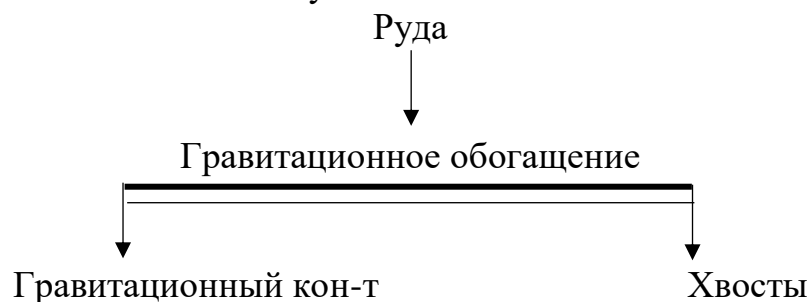 Руда
Гравитационное обогащение
Гравитационный кон-т Хвосты